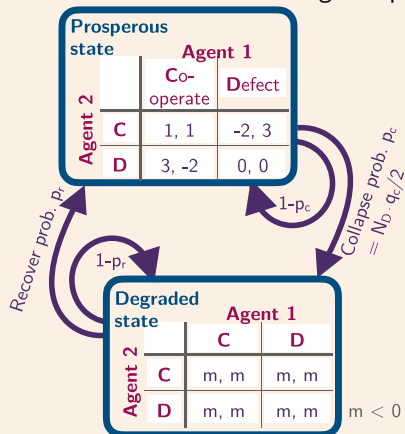 Prosperous
state
Agent 1
Agent 2
Co-
operate
Defect
C
1, 1
-2, 3
D
3, -2
0, 0
1-pc
Collapse prob. pc
= ND · qc/2
Recover prob. pr
1-pr
Degraded
state
Agent 1
Agent 2
C
D
C
m, m
m, m
D
m, m
m, m
m < 0